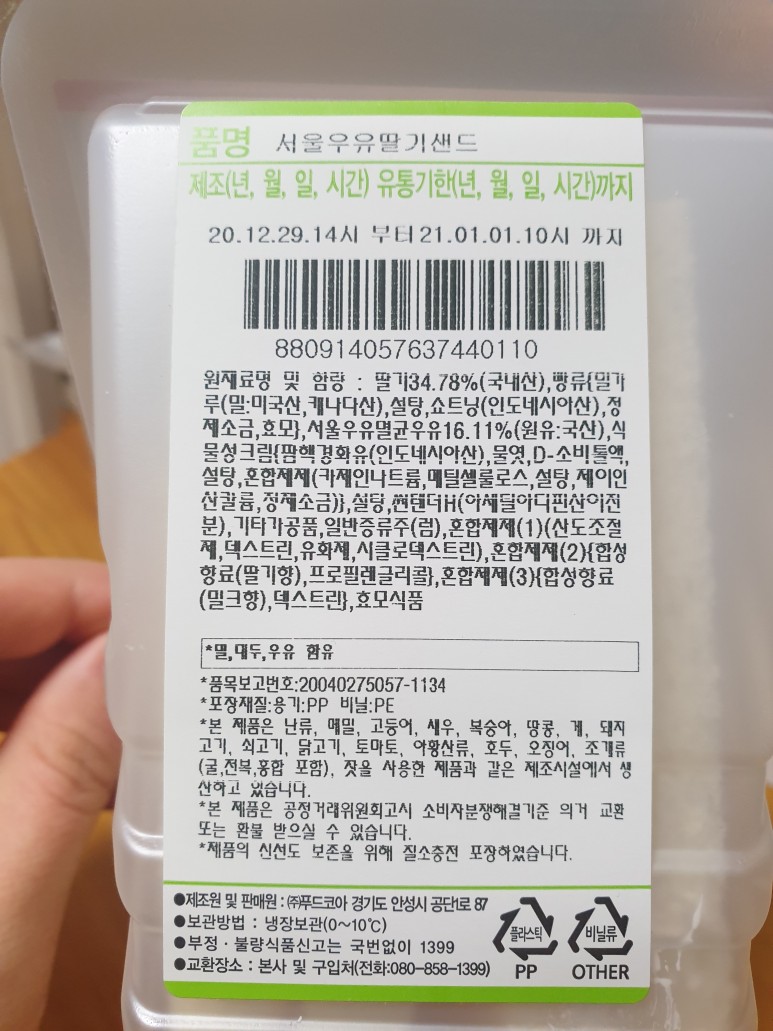 품명 서울우유딸기샌드
제조(년, 월, 일, 시간) 유통기한(년, 월, 일, 시간)까지
20.12.29.14시 부터21.01.01.10시 까지
880914057637440110
원재료명 및 함량 : 딸기34.78%(국내산),빵류{밀가
루(밀:미국산,캐나다산),설탕,쇼트닝(인도네시아산),정
제소금,효모},서울우유멸균우유16.11%(원유:국산),식
물성크림{팜핵경화유(인도네시아산),물엿,D-소비톨액,
설탕,혼합제제(카제인나트륨,메틸셀룰로스,설탕,제이인
산칼륨,정제소금)},설탕,썬텐더H(아세틸아디핀산이전
분),기타가공품,일반증류주(럼),혼합제제(1)(산도조절
제,덱스트린,유화제,시클로덱스트린),혼합제제(2){합성
향료(딸기향),프로필렌글리콜},혼합제제(3){합성향료
(밀크향),덱스트린},효모식품
*밀,대두,우유 함유
*품목보고번호:20040275057-1134
*포장재질:용기:PP 비닐:PE
*본 제품은 난류, 메밀, 고등어, 새우, 복숭아, 땅콩, 게, 돼지
고기, 쇠고기, 닭고기, 토마토, 아황산류, 호두, 오징어, 조개류
(굴,전복,홍합 포함), 잣을 사용한 제품과 같은 제조시설에서 생
산하고 있습니다.
*본 제품은 공정거래위원회고시 소비자분쟁해결기준 의거 교환
또는 환불 받으실 수 있습니다.
*제품의 신선도 보존을 위해 질소충전 포장하였습니다.
●제조원 및 판매원 : ㈜푸드코아 경기도 안성시 공단1로 87
●보관방법 : 냉장보관(0~10℃)
●부정·불량식품신고는 국번없이 1399
●교환장소 : 본사 및 구입처(전화:080-858-1399)
플라스틱 비닐류
PP OTHER